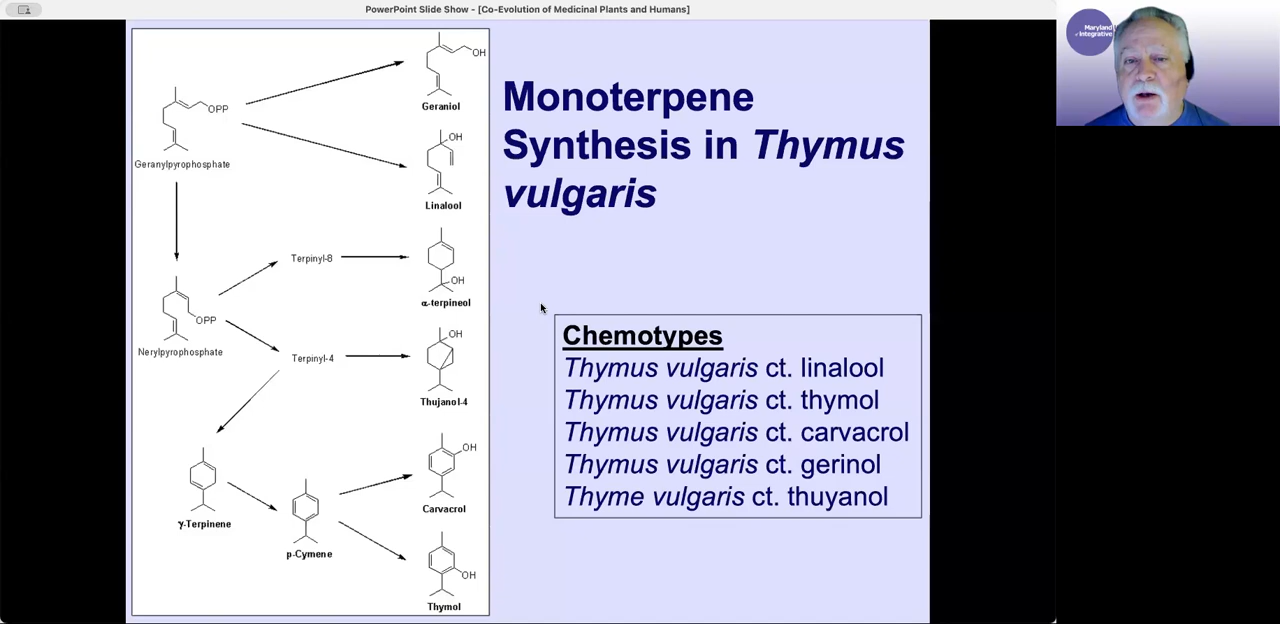 PowerPoint Slide Show - [Co-Evolution of Medicinal Plants and Humans]
Maryland
Integrative
Monoterpene
Synthesis in Thymus
vulgaris
OH
Geraniol
OPP
Geranylpyrophosphate
OH
Linalool
Terpinyl-8
OH
α-terpineol
OPP
Nerylpyrophosphate
Terpinyl-4
OH
Thujanol-4
γ-Terpinene
p-Cymene
OH
Carvacrol
OH
Thymol
Chemotypes
Thymus vulgaris ct. linalool
Thymus vulgaris ct. thymol
Thymus vulgaris ct. carvacrol
Thymus vulgaris ct. gerinol
Thyme vulgaris ct. thuyanol